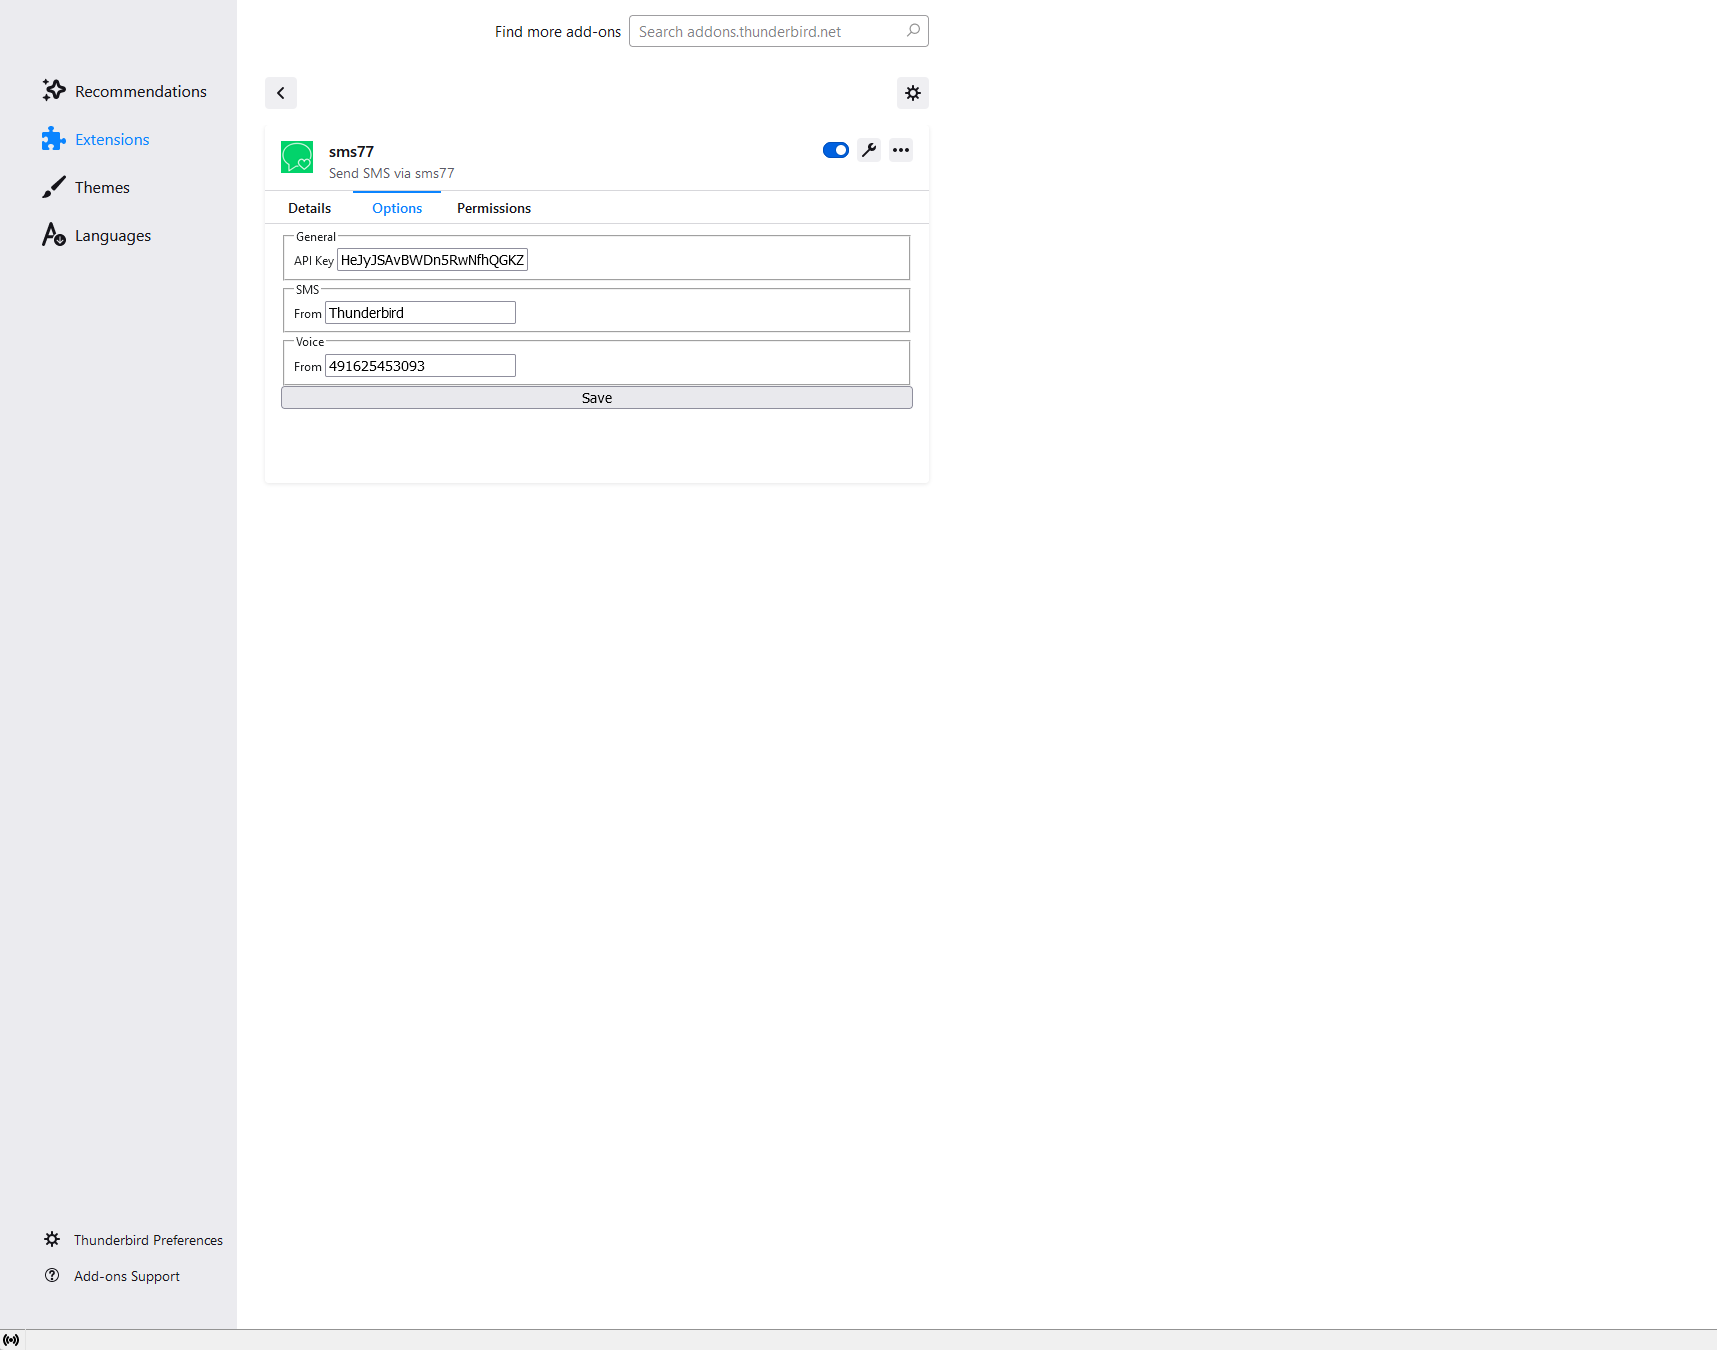 Find more add-ons
Search addons.thunderbird.net
Recommendations
Extensions
Themes
Languages
sms77
Send SMS via sms77
Details Options Permissions
General
API Key HeJyJSAvBWDn5RwNfhQGKZ
SMS
From Thunderbird
Voice
From 491625453093
Save
Thunderbird Preferences
Add-ons Support